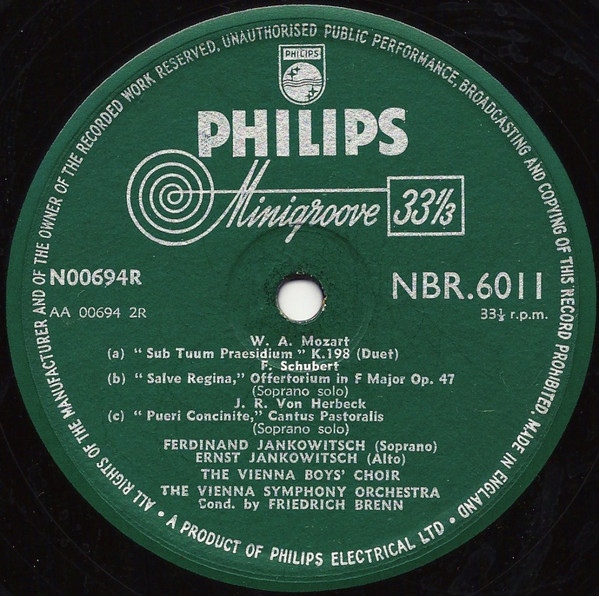 ALL RIGHTS OF THE MANUFACTURER AND OF THE OWNER OF THE RECORDED WORK RESERVED, UNAUTHORISED PUBLIC PERFORMANCE, BROADCASTING AND COPYING OF THIS RECORD PROHIBITED. MADE IN ENGLAND
PHILIPS
PHILIPS
Minigroove 33⅓
N00694R
NBR.6011
AA 00694 2R
33⅓ r.p.m.
W. A. Mozart
(a) "Sub Tuum Praesidium" K.198 (Duet)
F. Schubert
(b) "Salve Regina," Offertorium in F Major Op. 47
(Soprano solo)
J. R. Von Herbeck
(c) "Pueri Concinite," Cantus Pastoralis
(Soprano solo)
FERDINAND JANKOWITSCH (Soprano)
ERNST JANKOWITSCH (Alto)
THE VIENNA BOYS' CHOIR
THE VIENNA SYMPHONY ORCHESTRA
Cond. by FRIEDRICH BRENN
• A PRODUCT OF PHILIPS ELECTRICAL LTD •